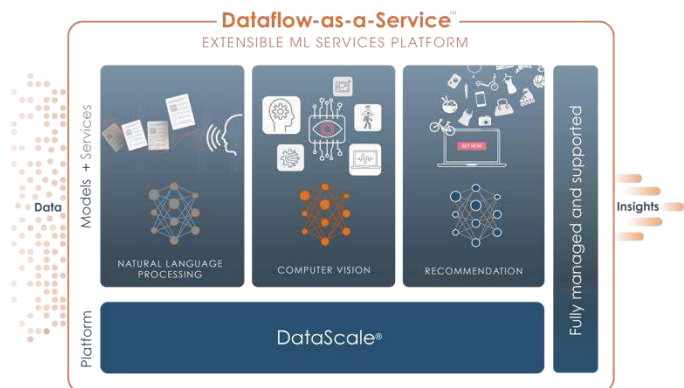 Dataflow-as-a-Service™
EXTENSIBLE ML SERVICES PLATFORM
Data
Models + Services
NATURAL LANGUAGE
PROCESSING
COMPUTER VISION
BUY NOW
RECOMMENDATION
Fully managed and supported
Insights
Platform
DataScale®